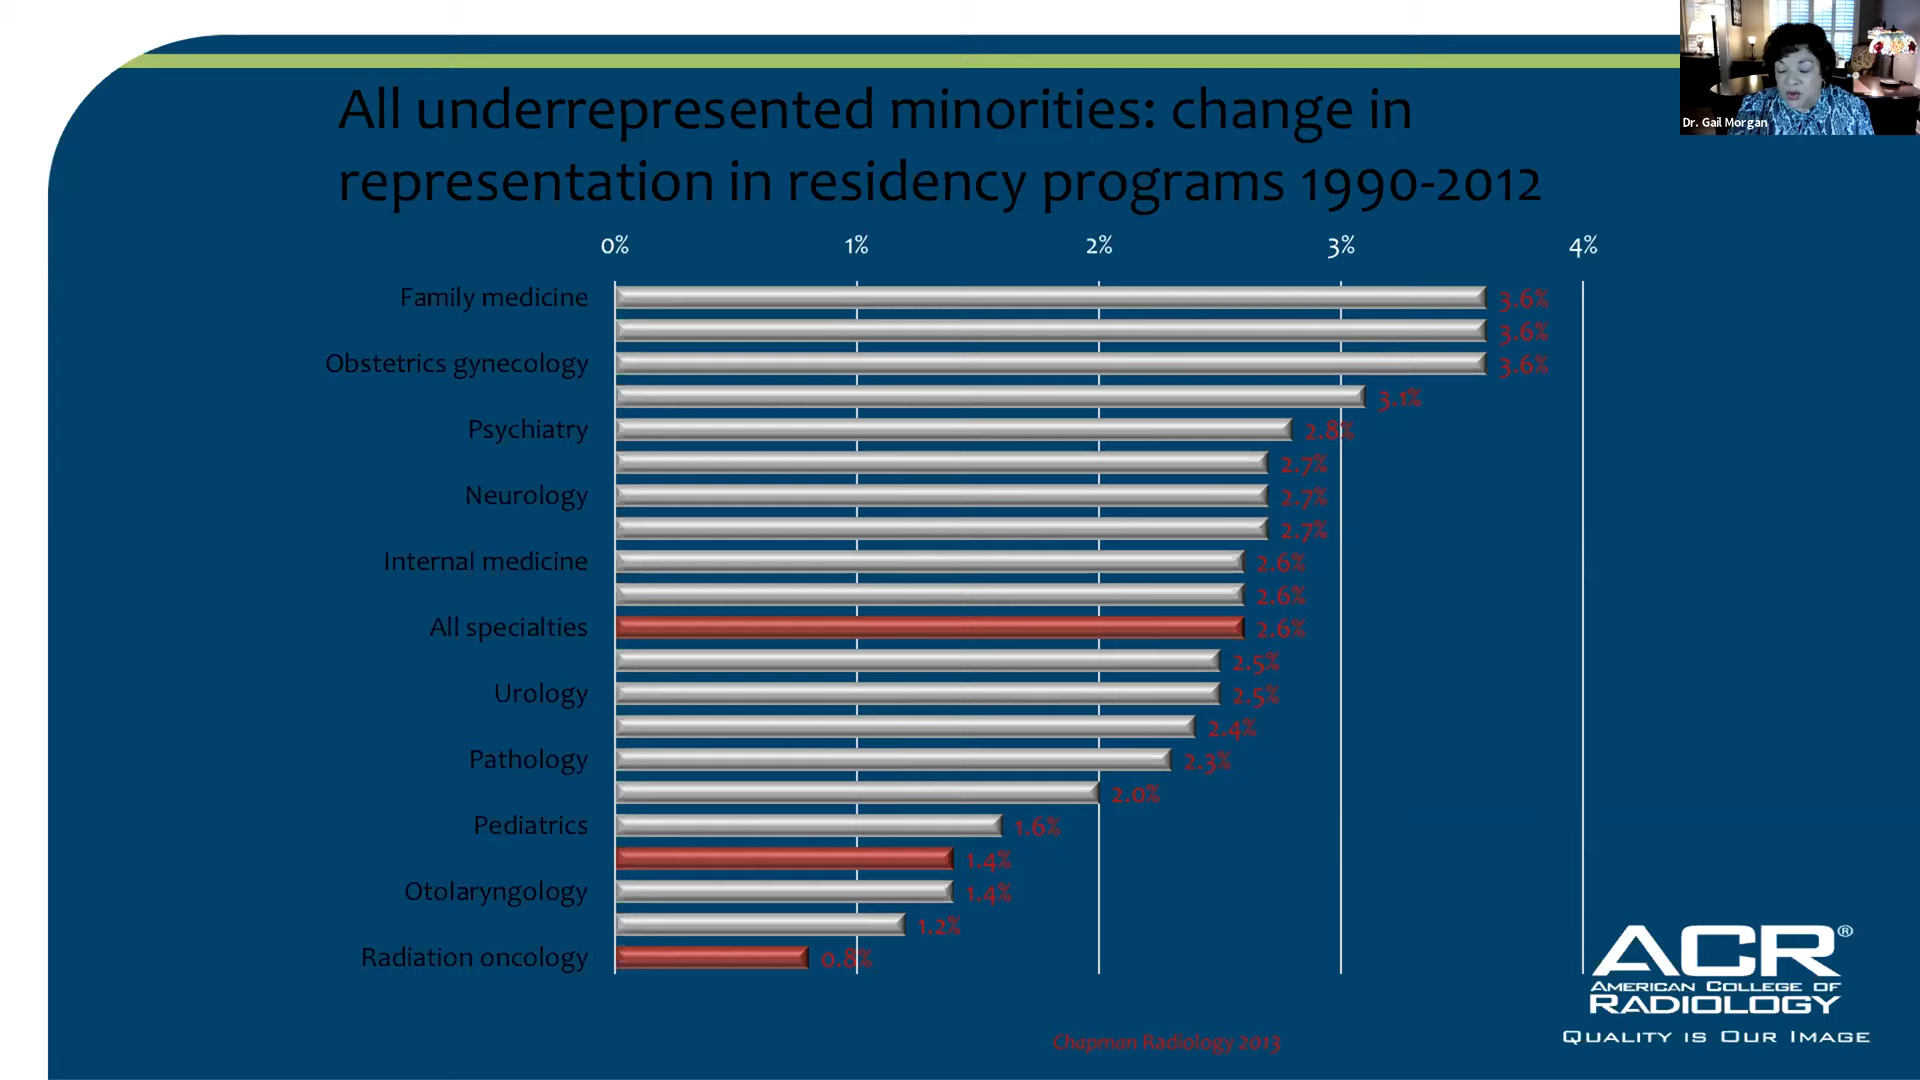 Dr. Gail Morgan
All underrepresented minorities: change in
representation in residency programs 1990-2012
0% 1% 2% 3% 4%
Family medicine 3.6%
3.6%
Obstetrics gynecology 3.6%
3.1%
Psychiatry 2.8%
2.7%
Neurology 2.7%
2.7%
Internal medicine 2.6%
2.6%
All specialties 2.6%
2.5%
Urology 2.5%
2.4%
Pathology 2.3%
2.0%
Pediatrics 1.6%
1.4%
Otolaryngology 1.4%
1.2%
Radiation oncology 0.8%
Chapman Radiology 2013
ACR®
AMERICAN COLLEGE OF
RADIOLOGY
QUALITY IS OUR IMAGE